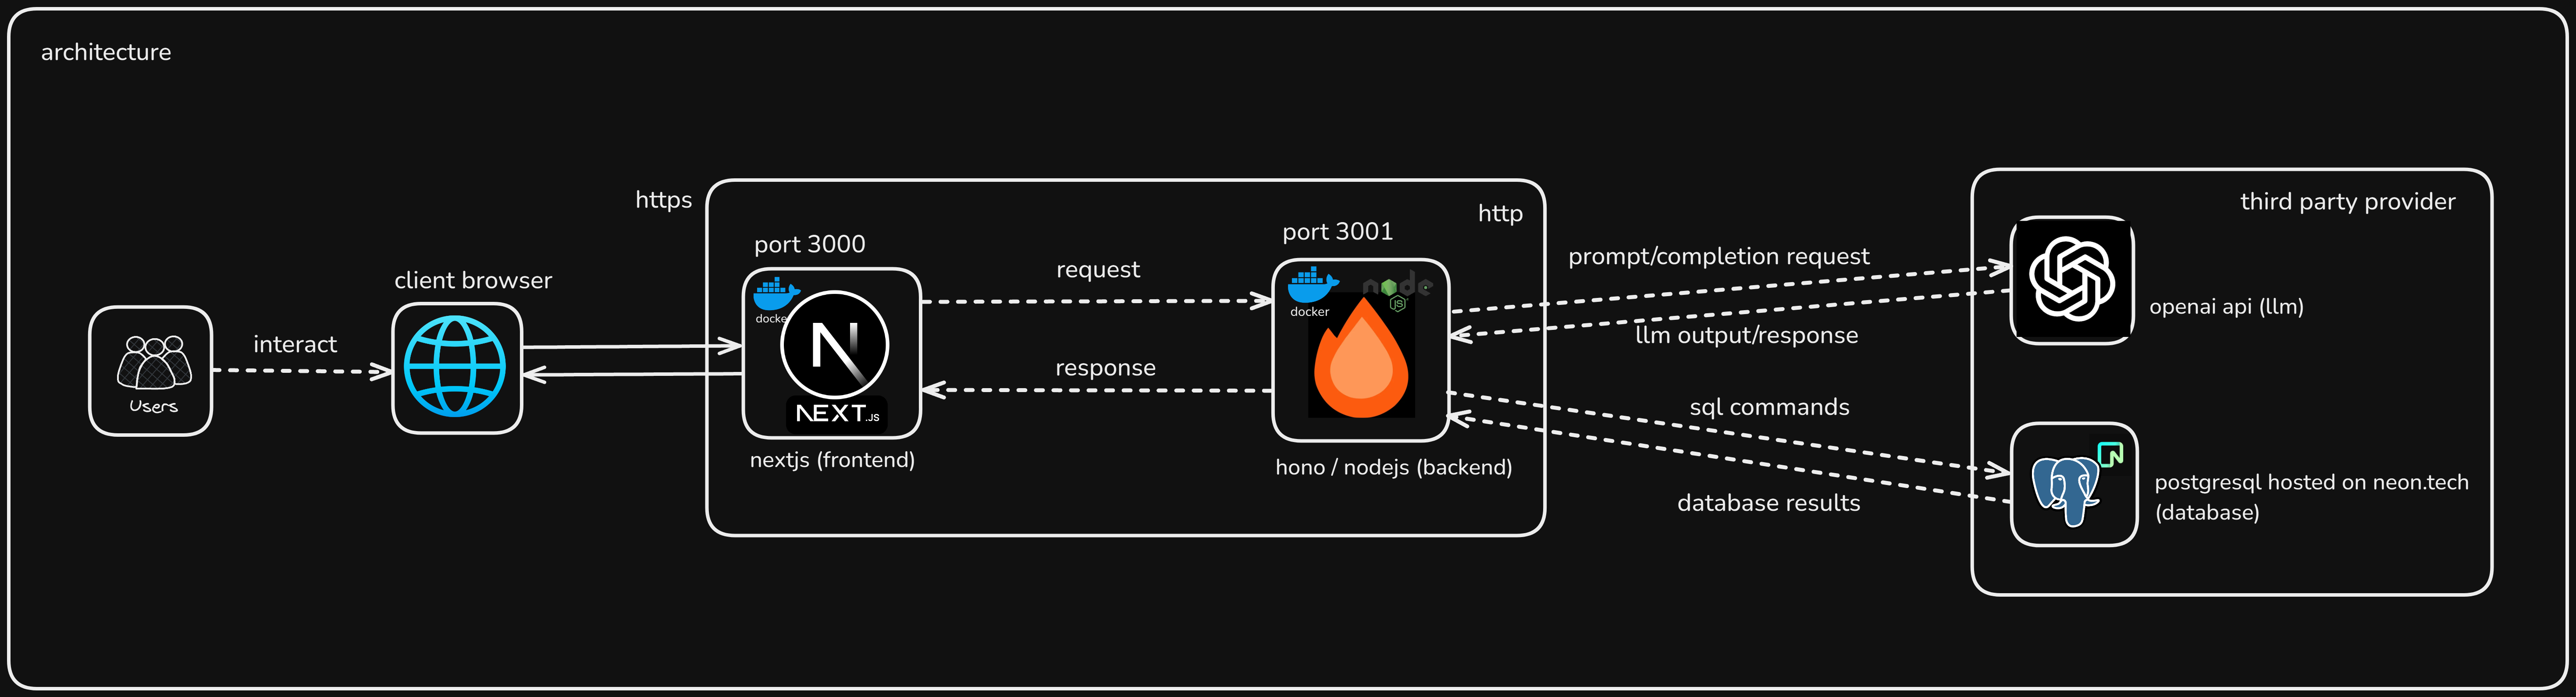 architecture
Users
interact
client browser
https
http
port 3000
docker
N
NEXT.JS
nextjs (frontend)
request
response
port 3001
docker
node
JS
hono / nodejs (backend)
prompt/completion request
llm output/response
sql commands
database results
third party provider
openai api (llm)
postgresql hosted on neon.tech
(database)